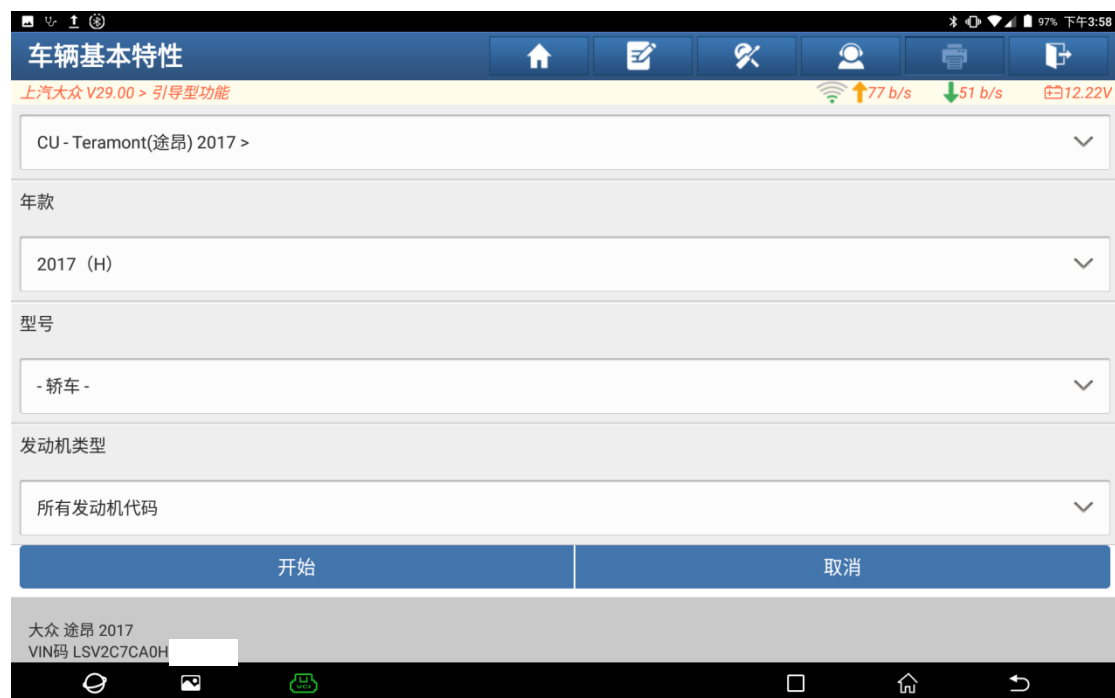 97% 下午3:58
车辆基本特性
上汽大众 V29.00 > 引导型功能
77 b/s 51 b/s 12.22V
CU - Teramont(途昂) 2017 >
年款
2017（H）
型号
- 轿车 -
发动机类型
所有发动机代码
开始 取消
大众 途昂 2017
VIN码 LSV2C7CA0H
VCI